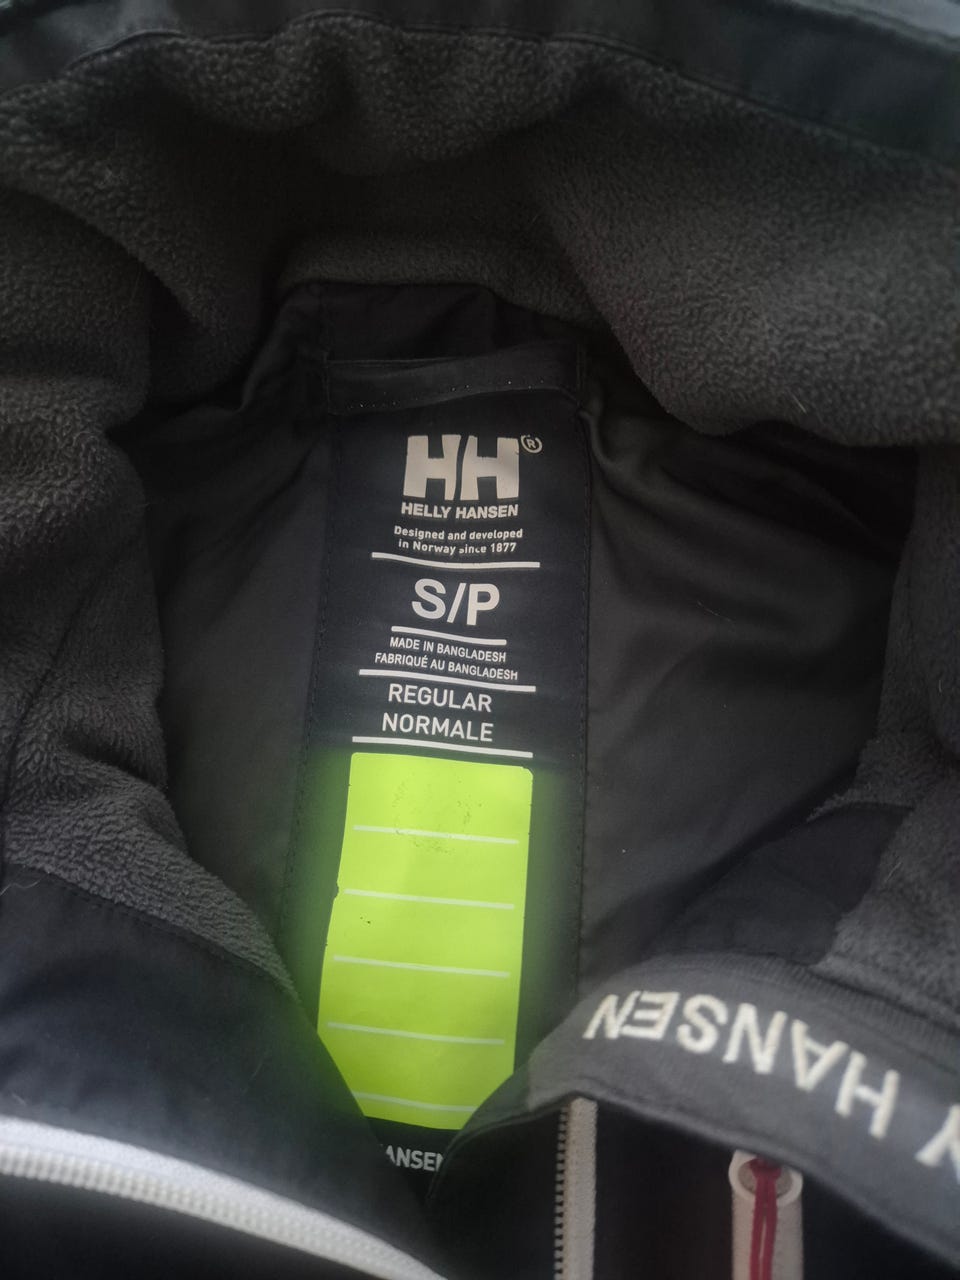 HH®
HELLY HANSEN
Designed and developed
in Norway since 1877
S/P
MADE IN BANGLADESH
FABRIQUÉ AU BANGLADESH
REGULAR
NORMALE
HANSEN
Y HANSEN